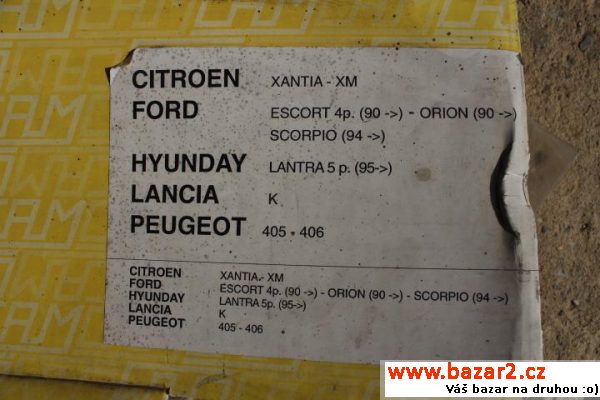 CITROEN XANTIA - XM
FORD ESCORT 4p. (90 ->) - ORION (90 ->)
SCORPIO (94 ->)
HYUNDAY LANTRA 5 p. (95->)
LANCIA K
PEUGEOT 405 - 406
CITROEN XANTIA - XM
FORD ESCORT 4p. (90 ->) - ORION (90 ->) - SCORPIO (94 ->)
HYUNDAY LANTRA 5p. (95->)
LANCIA K
PEUGEOT 405 - 406
www.bazar2.cz
Váš bazar na druhou :o)